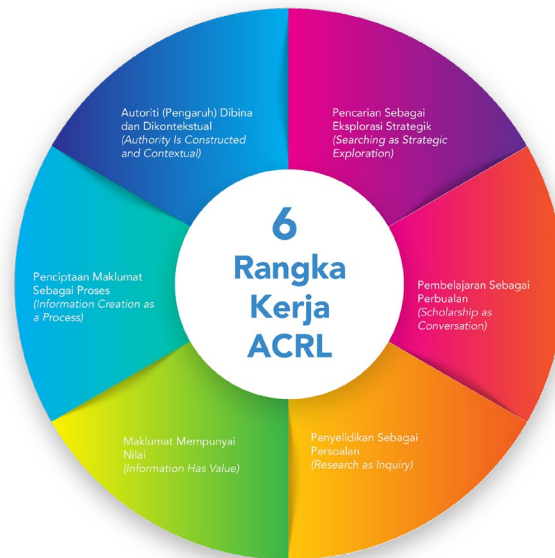 Autoriti (Pengaruh) Dibina
dan Dikontekstual
(Authority Is Constructed
and Contextual)
Pencarian Sebagai
Eksplorasi Strategik
(Searching as Strategic
Exploration)
6
Rangka
Kerja
ACRL
Penciptaan Maklumat
Sebagai Proses
(Information Creation as
a Process)
Pembelajaran Sebagai
Perbualan
(Scholarship as
Conversation)
Maklumat Mempunyai
Nilai
(Information Has Value)
Penyelidikan Sebagai
Persoalan
(Research as Inquiry)